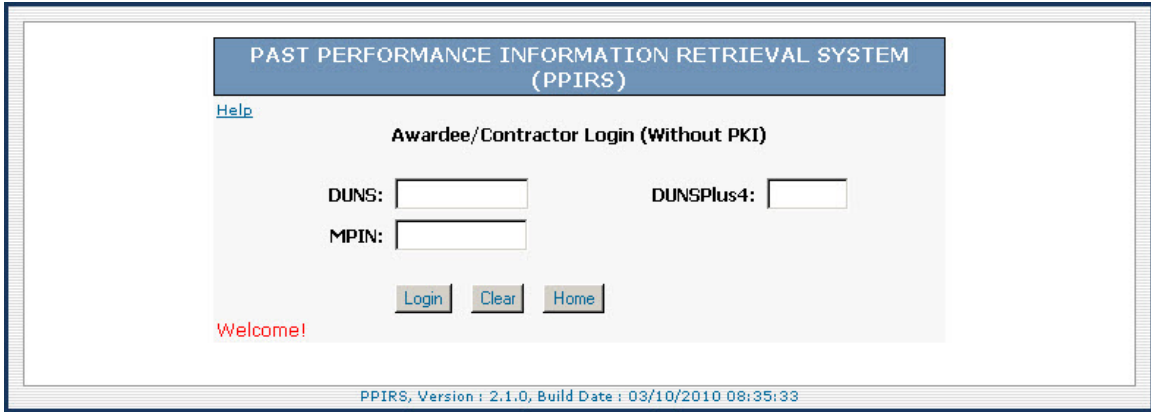 PAST PERFORMANCE INFORMATION RETRIEVAL SYSTEM
(PPIRS)
Help
Awardee/Contractor Login (Without PKI)
DUNS: DUNSPlus4:
MPIN:
Login Clear Home
Welcome!
PPIRS, Version : 2.1.0, Build Date : 03/10/2010 08:35:33